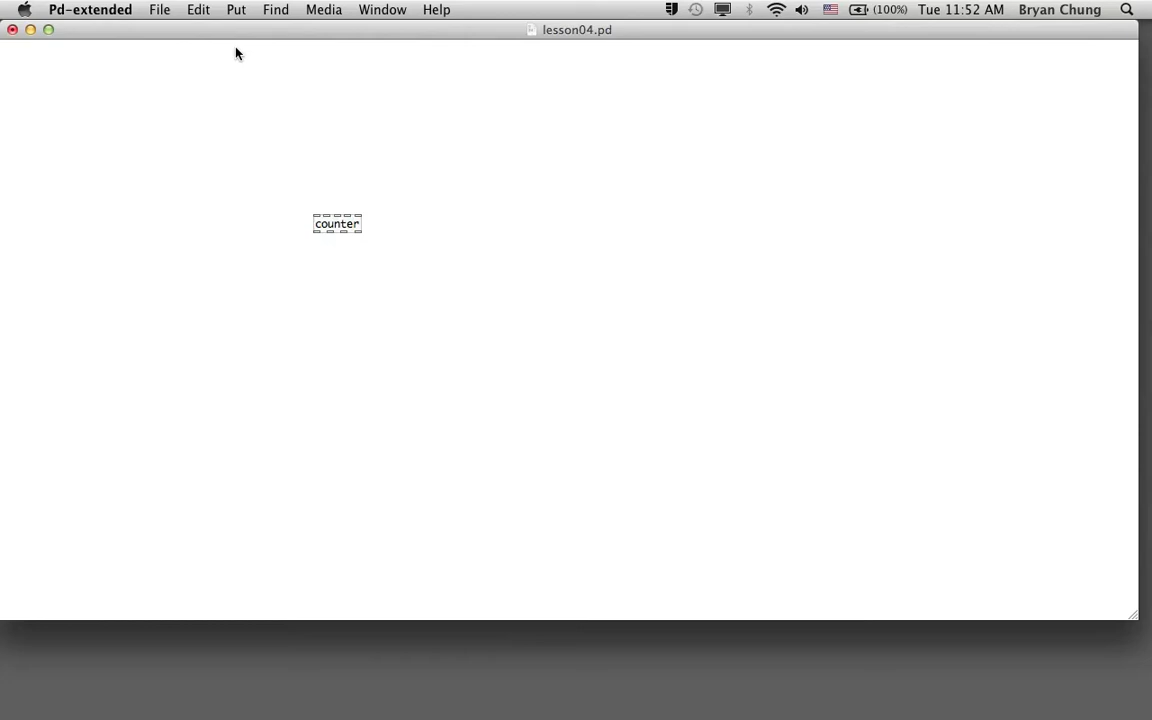 Pd-extended File Edit Put Find Media Window Help (100%) Tue 11:52 AM Bryan Chung
lesson04.pd
counter